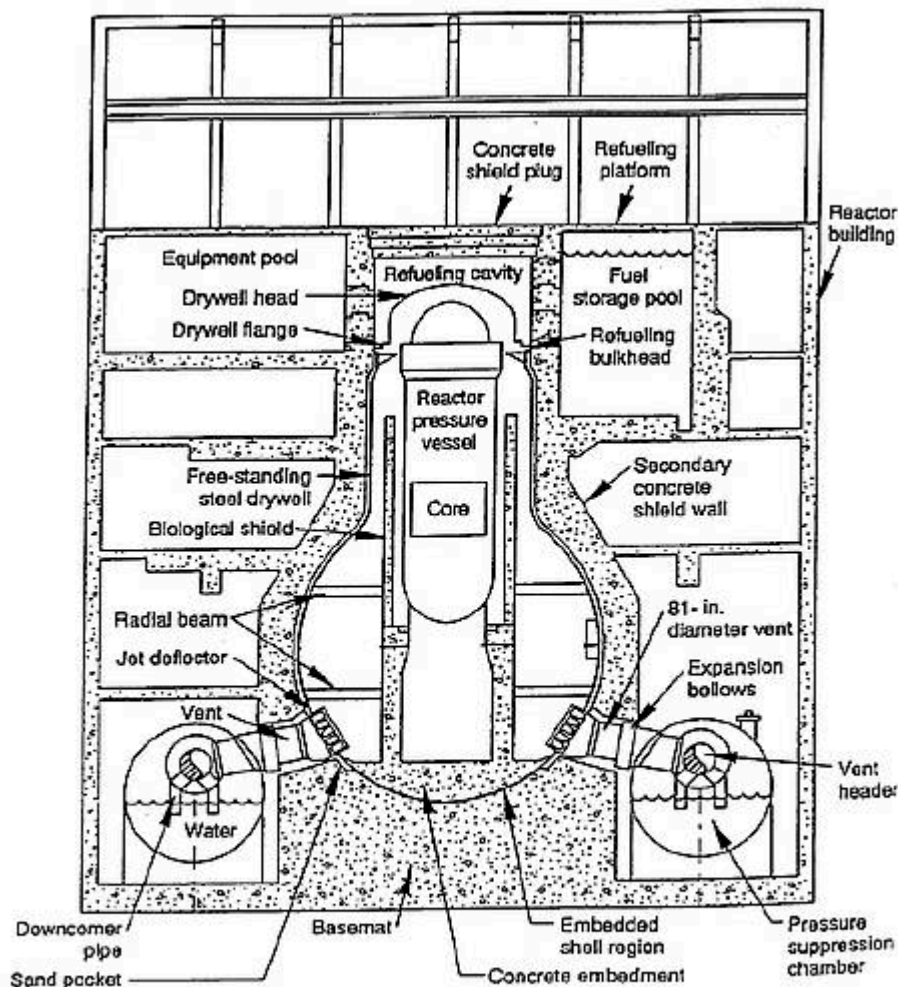 Concrete
shield plug
Refueling
platform
Reactor
building
Equipment pool
Refueling cavity
Fuel
storage pool
Drywell head
Drywell flange
Refueling
bulkhead
Reactor
pressure
vessel
Free-standing
steel drywell
Secondary
concrete
shield wall
Core
Biological shield
81- in.
diameter vent
Radial beam
Jet deflector
Expansion
bellows
Vent
Vent
header
Water
Downcomer
pipe
Basemat
Embedded
shell region
Pressure
suppression
chamber
Sand pocket
Concrete embedment